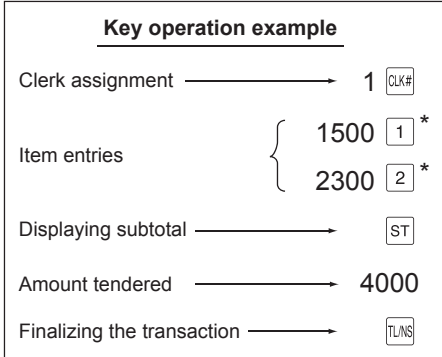 Key operation example
Clerk assignment 1 CLK#
1500 1 *
Item entries
2300 2 *
Displaying subtotal ST
Amount tendered 4000
Finalizing the transaction TL/NS